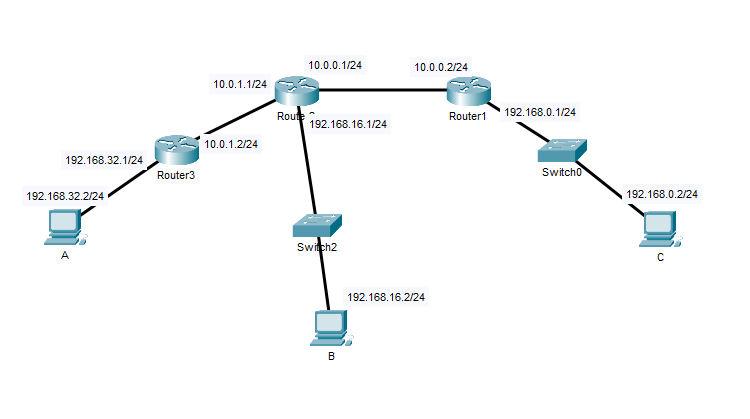 10.0.0.1/24
10.0.0.2/24
10.0.1.1/24
Route
Router1
192.168.0.1/24
192.168.16.1/24
10.0.1.2/24
192.168.32.1/24
Router3
Switch0
192.168.32.2/24
192.168.0.2/24
Switch2
A
C
192.168.16.2/24
B